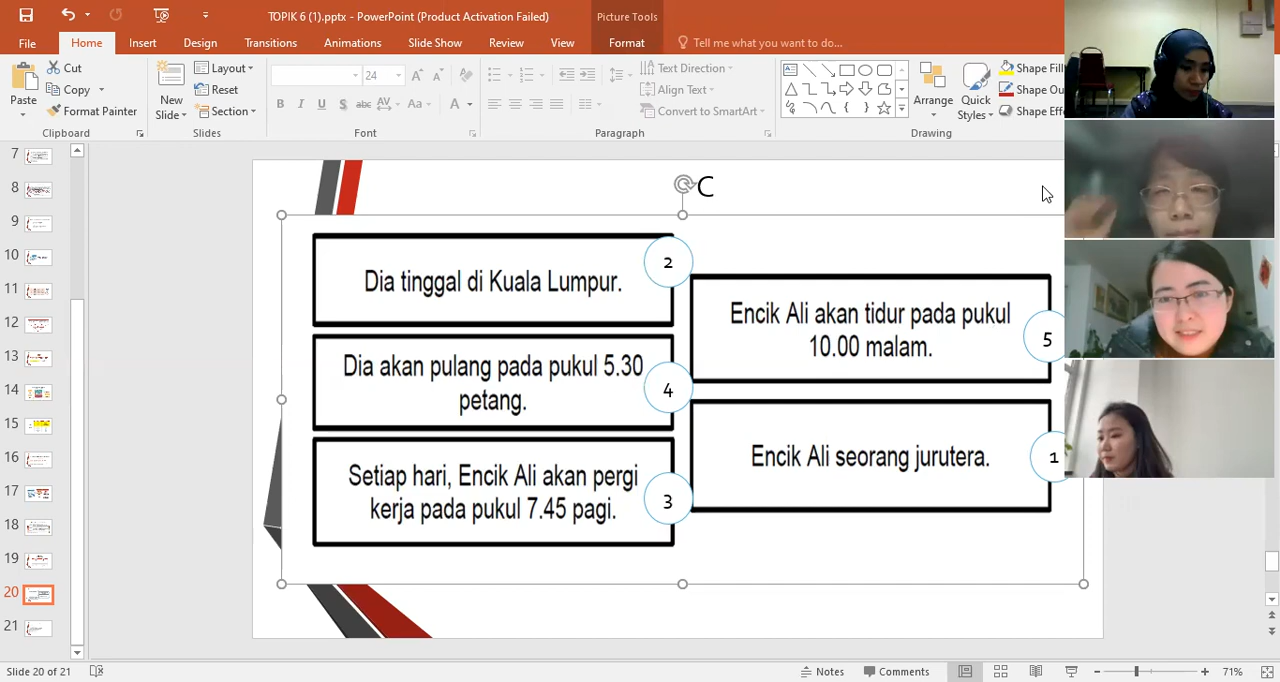 TOPIK 6 (1).pptx - PowerPoint (Product Activation Failed)
Picture Tools
File
Home
Insert
Design
Transitions
Animations
Slide Show
Review
View
Format
Tell me what you want to do...
Paste
Cut
Copy
Format Painter
Clipboard
New
Slide
Layout
Reset
Section
Slides
24
B I U S abc AV Aa A
Font
Text Direction
Align Text
Convert to SmartArt
Paragraph
Arrange
Quick
Styles
Shape Fill
Shape Ou
Shape Effe
Drawing
7
8
9
10
11
12
13
14
15
16
17
18
19
20
21
C
Dia tinggal di Kuala Lumpur.
2
Dia akan pulang pada pukul 5.30
petang.
4
Setiap hari, Encik Ali akan pergi
kerja pada pukul 7.45 pagi.
3
Encik Ali akan tidur pada pukul
10.00 malam.
5
Encik Ali seorang jurutera.
1
Slide 20 of 21
Notes
Comments
71%